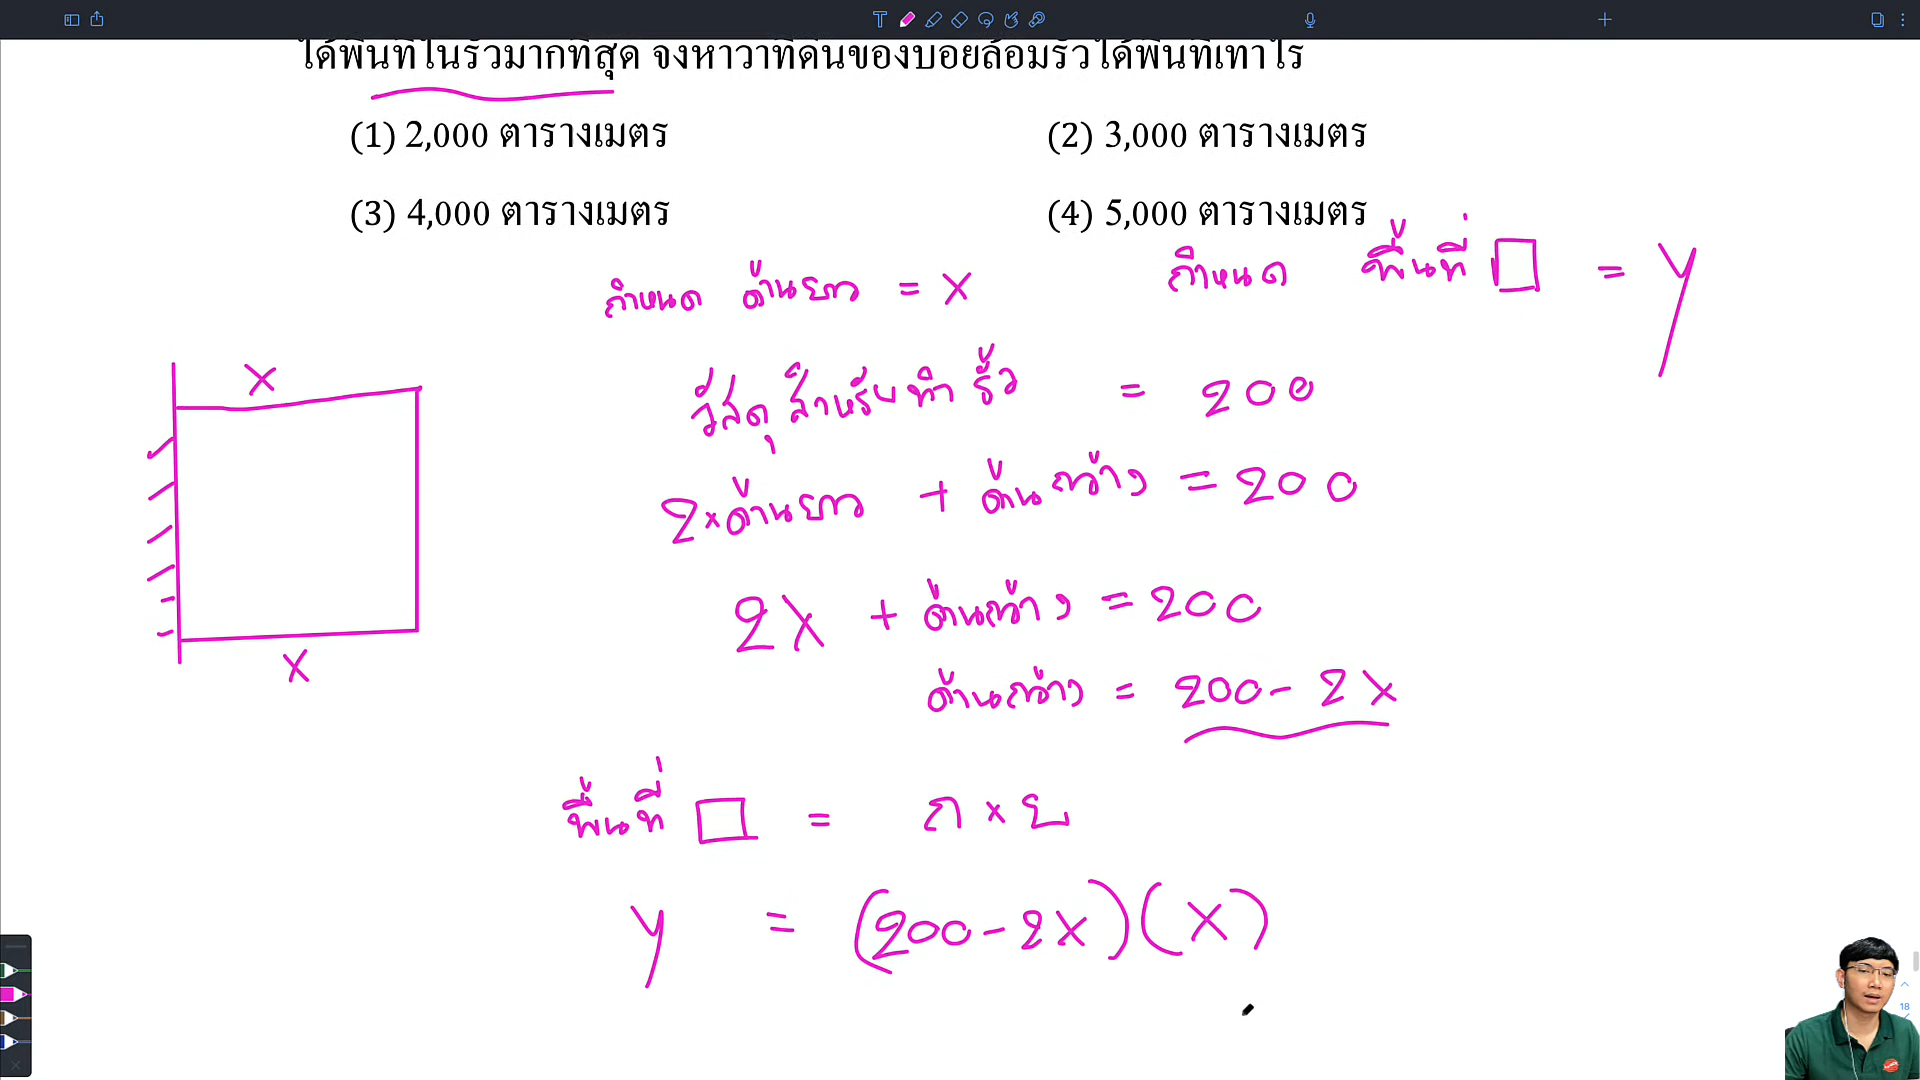 ได้พื้นที่ในรั้วมากที่สุด จงหาว่าที่ดินของบอยล้อมรั้วได้พื้นที่เท่าไร
(1) 2,000 ตารางเมตร
(2) 3,000 ตารางเมตร
(3) 4,000 ตารางเมตร
(4) 5,000 ตารางเมตร
กำหนด ด้านยาว = x
กำหนด พื้นที่ □ = y
วัสดุสำหรับทำรั้ว = 200
2×ด้านยาว + ด้านกว้าง = 200
2x + ด้านกว้าง = 200
ด้านกว้าง = 200 - 2x
พื้นที่ □ = ก × ย
y = (200 - 2x)(x)
x
x
18